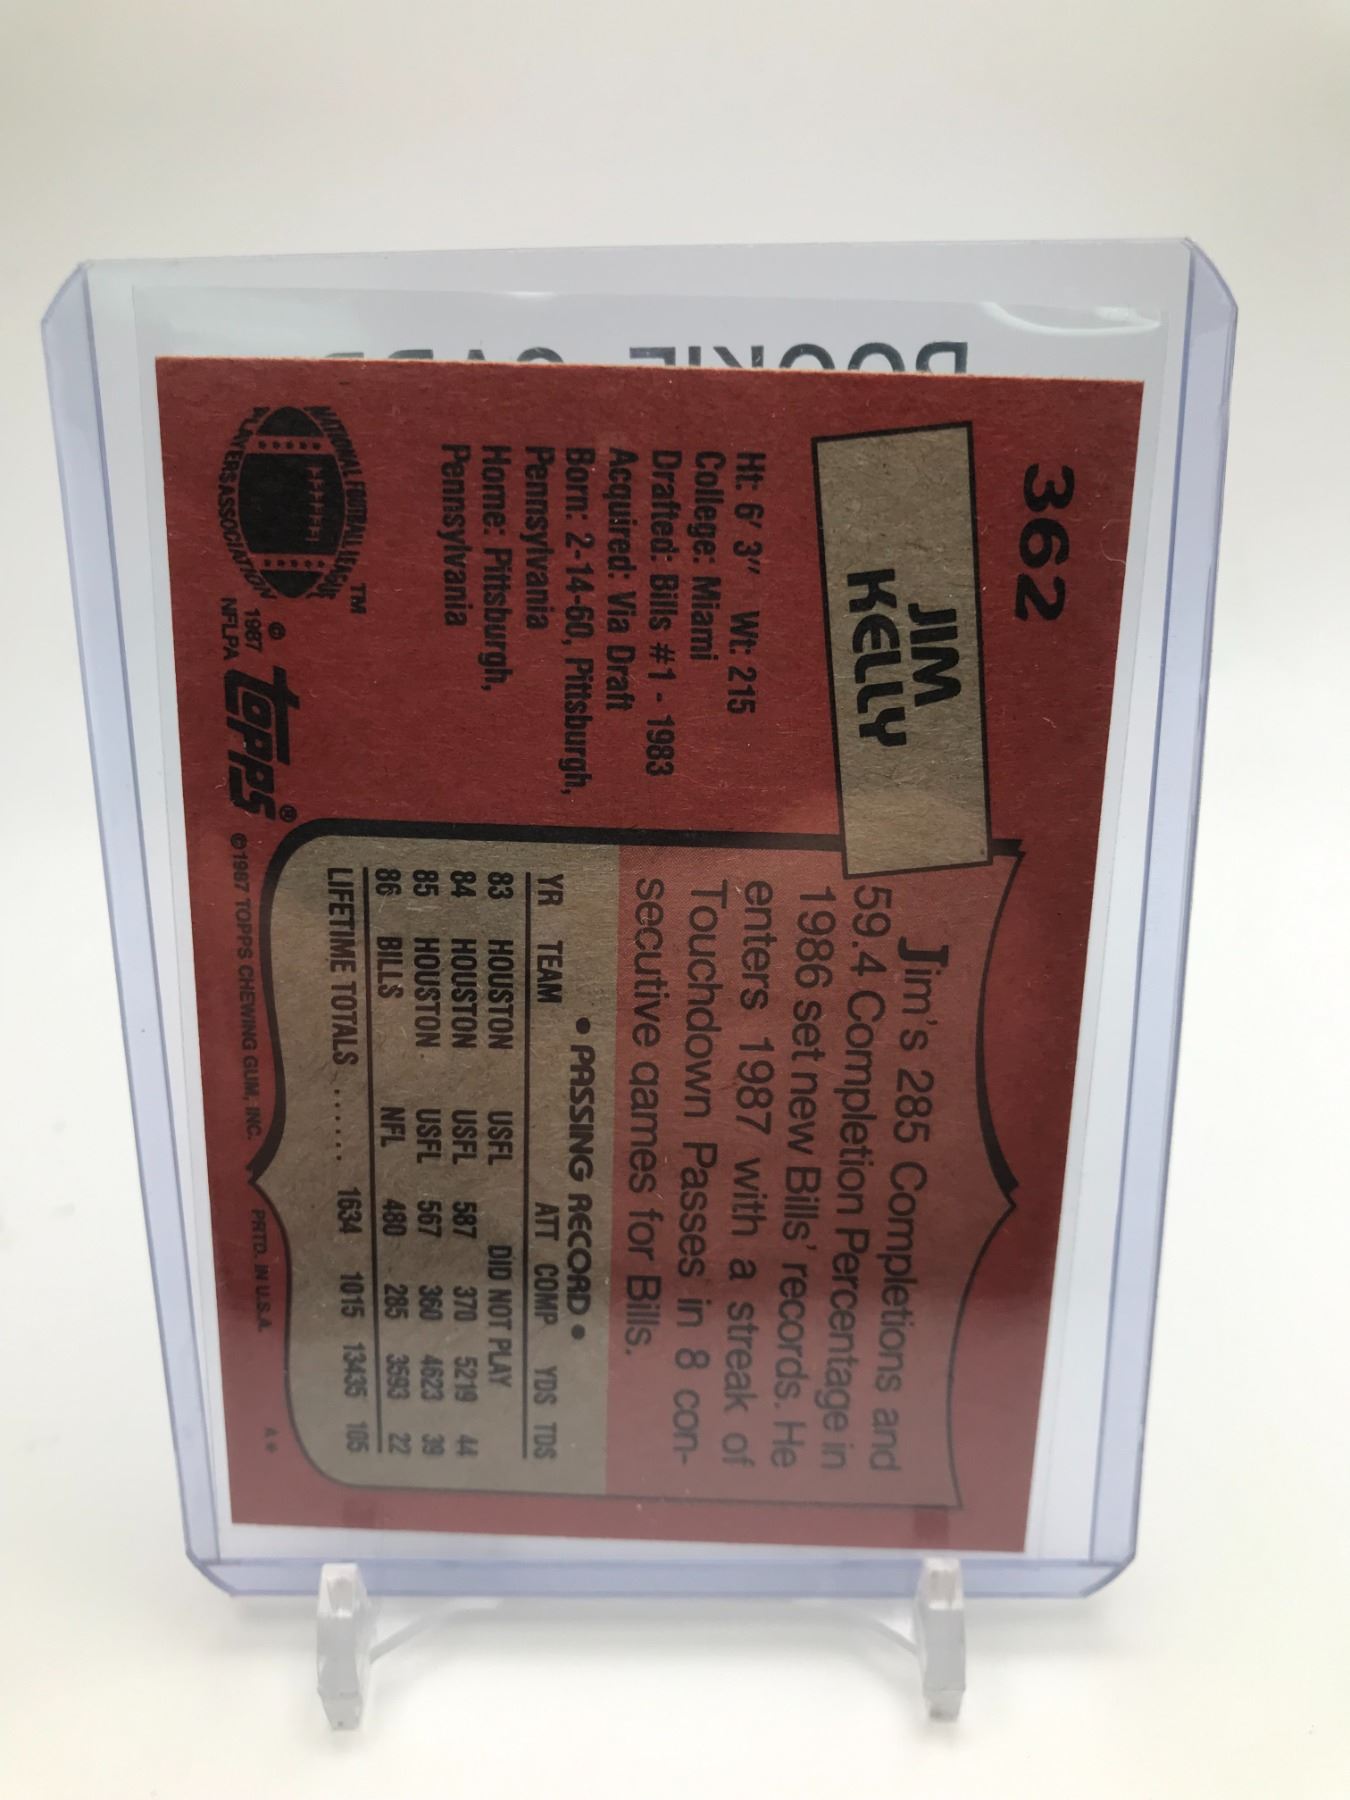 362
JIM
KELLY
Ht: 6' 3" Wt: 215
College: Miami
Drafted: Bills #1 - 1983
Acquired: Via Draft
Born: 2-14-60, Pittsburgh,
Pennsylvania
Home: Pittsburgh,
Pennsylvania
NATIONAL FOOTBALL LEAGUE
PLAYERS ASSOCIATION
TM
© 1987
NFLPA
TOPPS®
Jim's 285 Completions and
59.4 Completion Percentage in
1986 set new Bills' records. He
enters 1987 with a streak of
Touchdown Passes in 8 con-
secutive games for Bills.
• PASSING RECORD •
YR TEAM ATT COMP YDS TDS
83 HOUSTON USFL DID NOT PLAY
84 HOUSTON USFL 587 370 5219 44
85 HOUSTON USFL 567 360 4623 39
86 BILLS NFL 480 285 3593 22
LIFETIME TOTALS ...... 1634 1015 13435 105
© 1987 TOPPS CHEWING GUM, INC. PRTD. IN U.S.A. A*
ROOKIE CARD